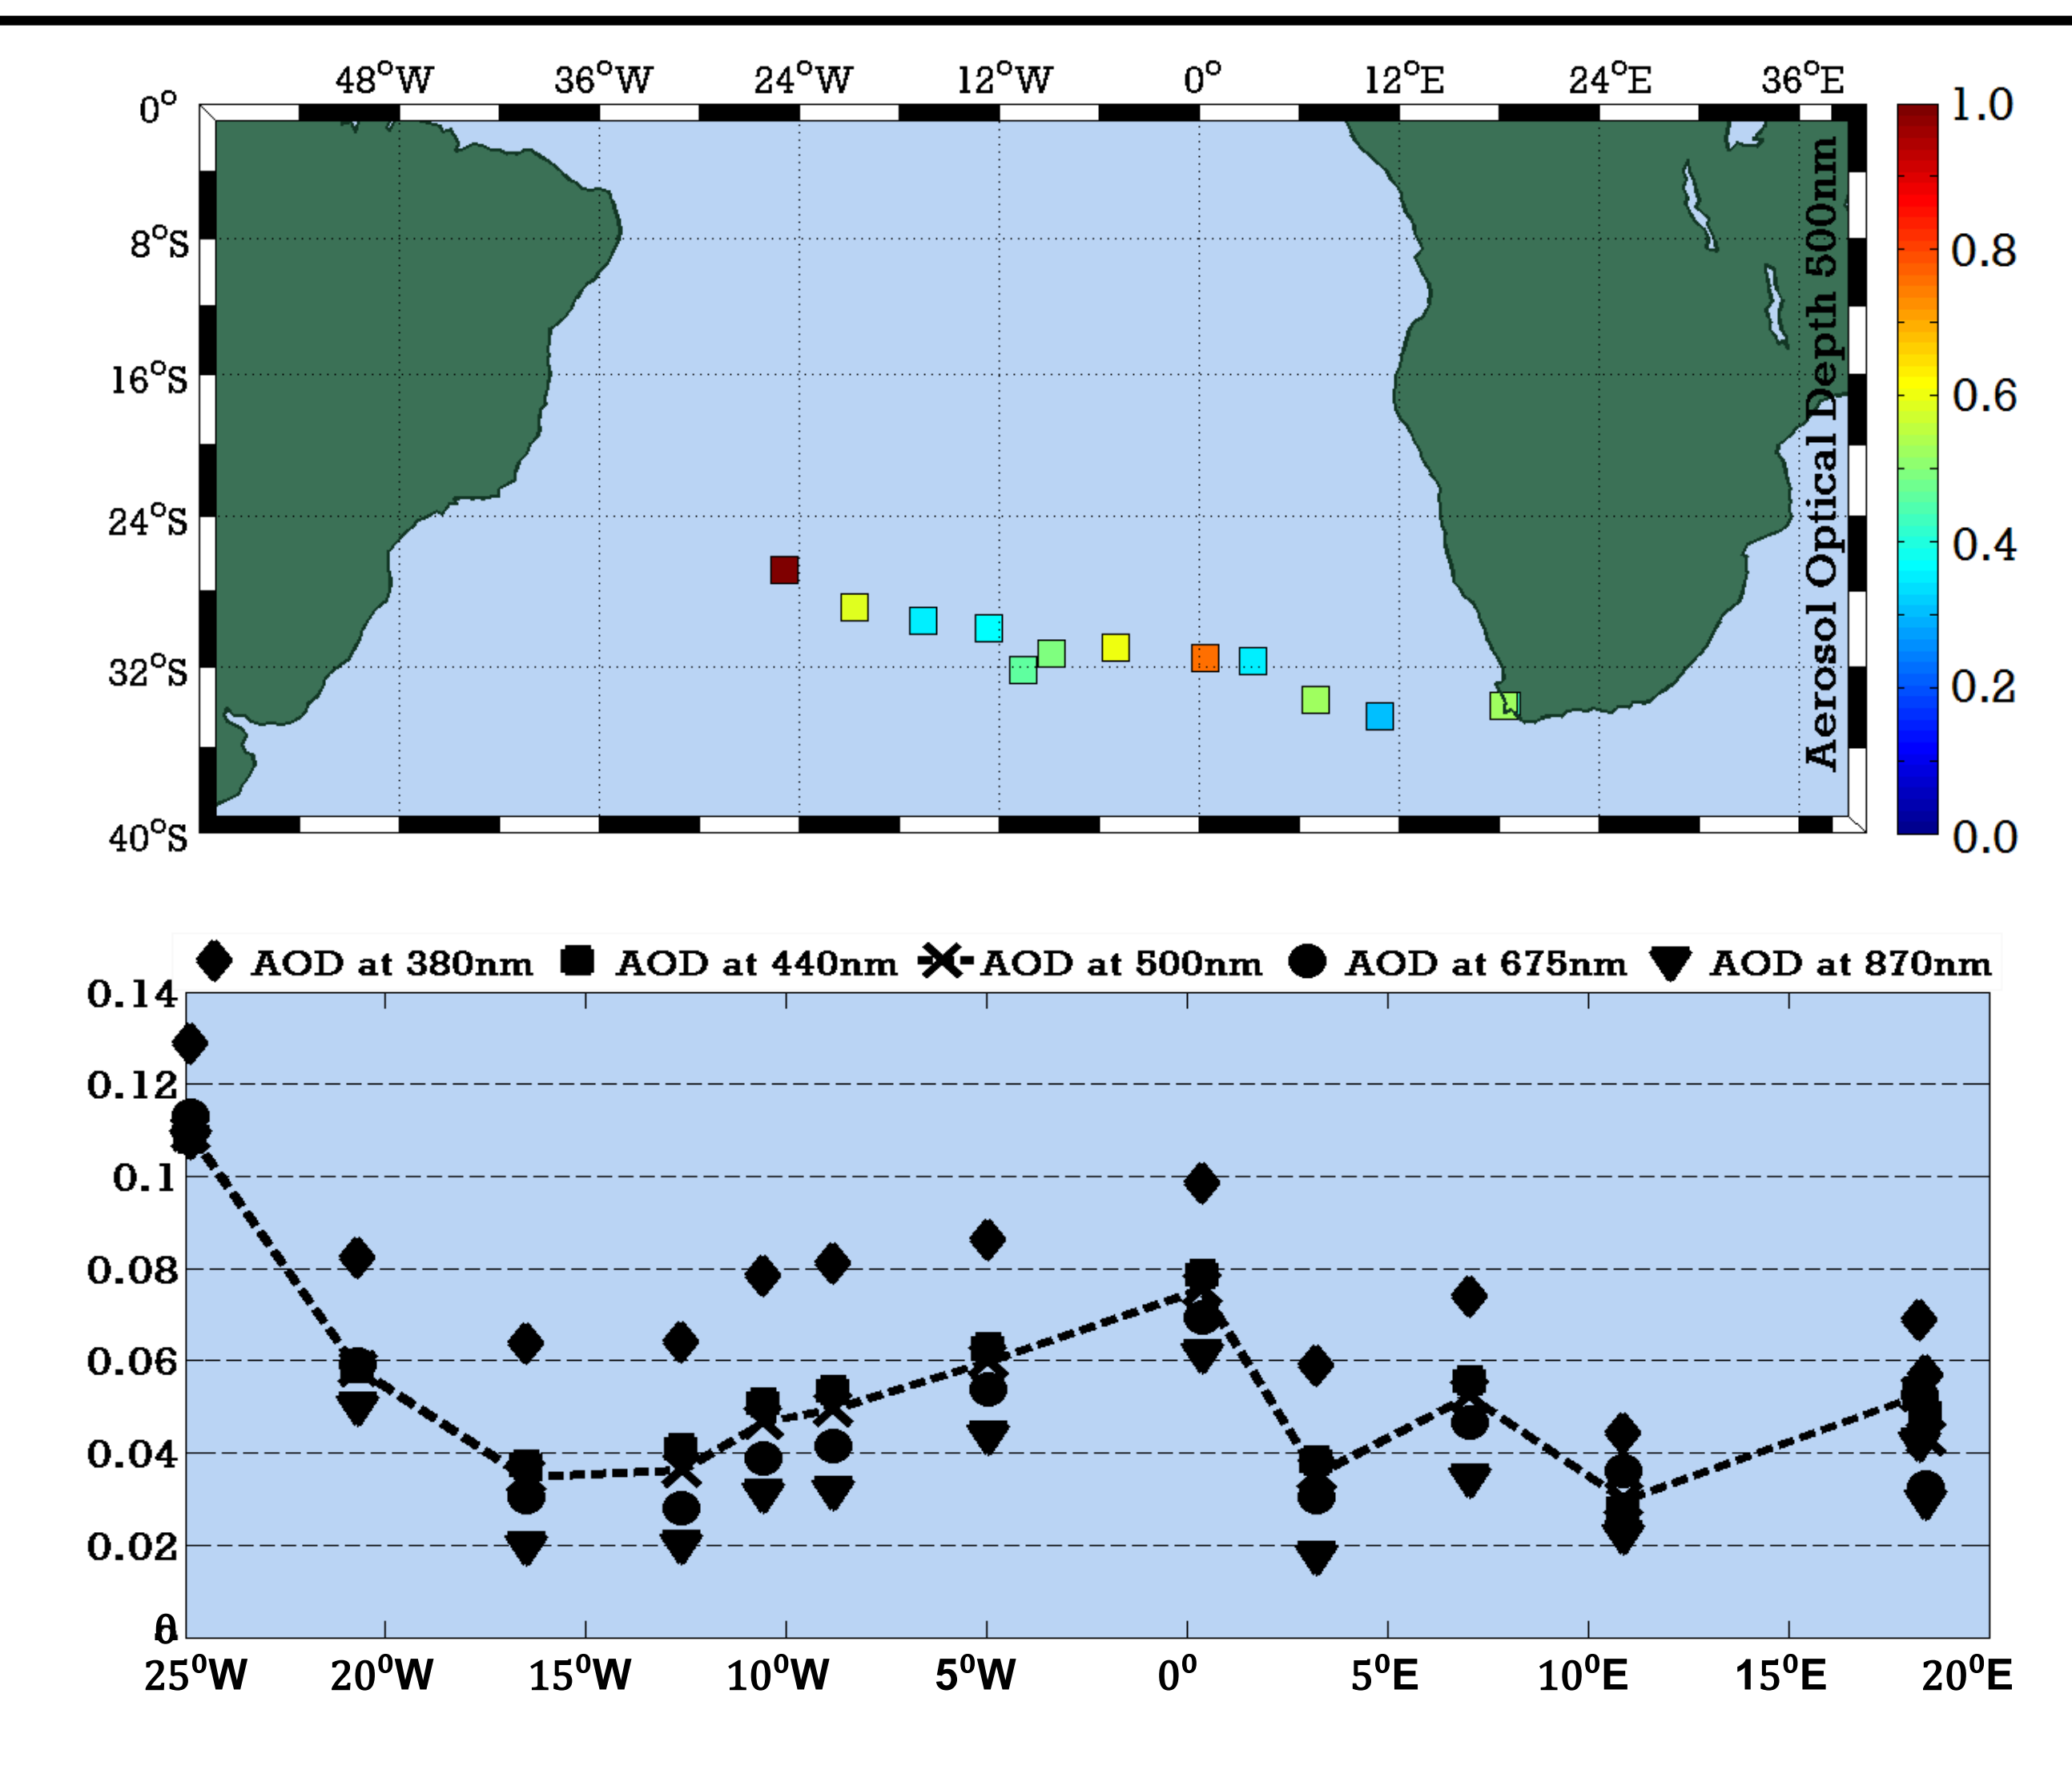 48°W 36°W 24°W 12°W 0° 12°E 24°E 36°E
0°
8°S
16°S
24°S
32°S
40°S
Aerosol Optical Depth 500nm
1.0
0.8
0.6
0.4
0.2
0.0
AOD at 380nm AOD at 440nm AOD at 500nm AOD at 675nm AOD at 870nm
0.14
0.12
0.1
0.08
0.06
0.04
0.02
0
25⁰W 20⁰W 15⁰W 10⁰W 5⁰W 0⁰ 5⁰E 10⁰E 15⁰E 20⁰E